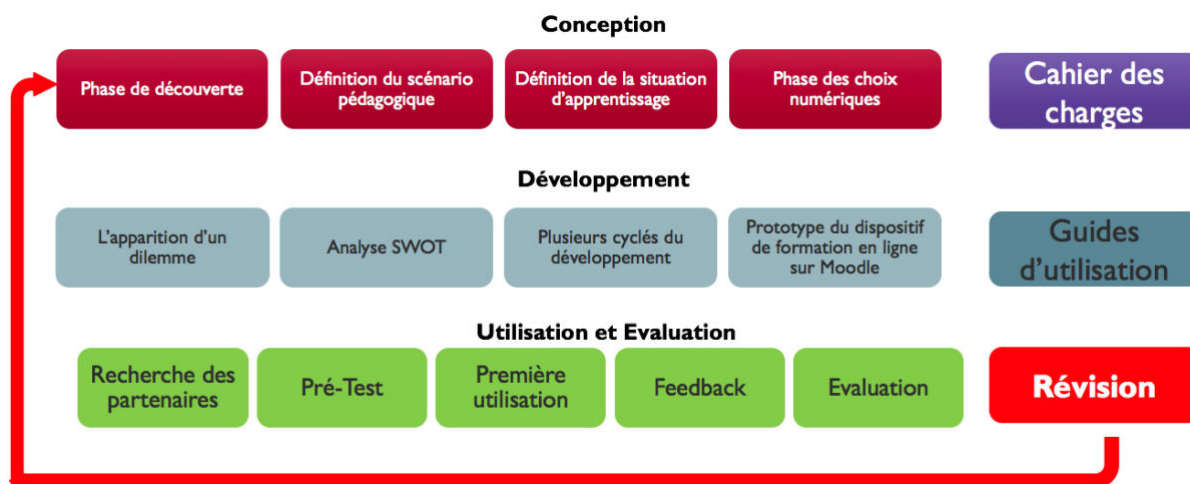 Conception
Phase de découverte
Définition du scénario
pédagogique
Définition de la situation
d'apprentissage
Phase des choix
numériques
Cahier des
charges
Développement
L'apparition d'un
dilemme
Analyse SWOT
Plusieurs cyclés du
développement
Prototype du dispositif
de formation en ligne
sur Moodle
Guides
d'utilisation
Utilisation et Evaluation
Recherche des
partenaires
Pré-Test
Première
utilisation
Feedback
Evaluation
Révision